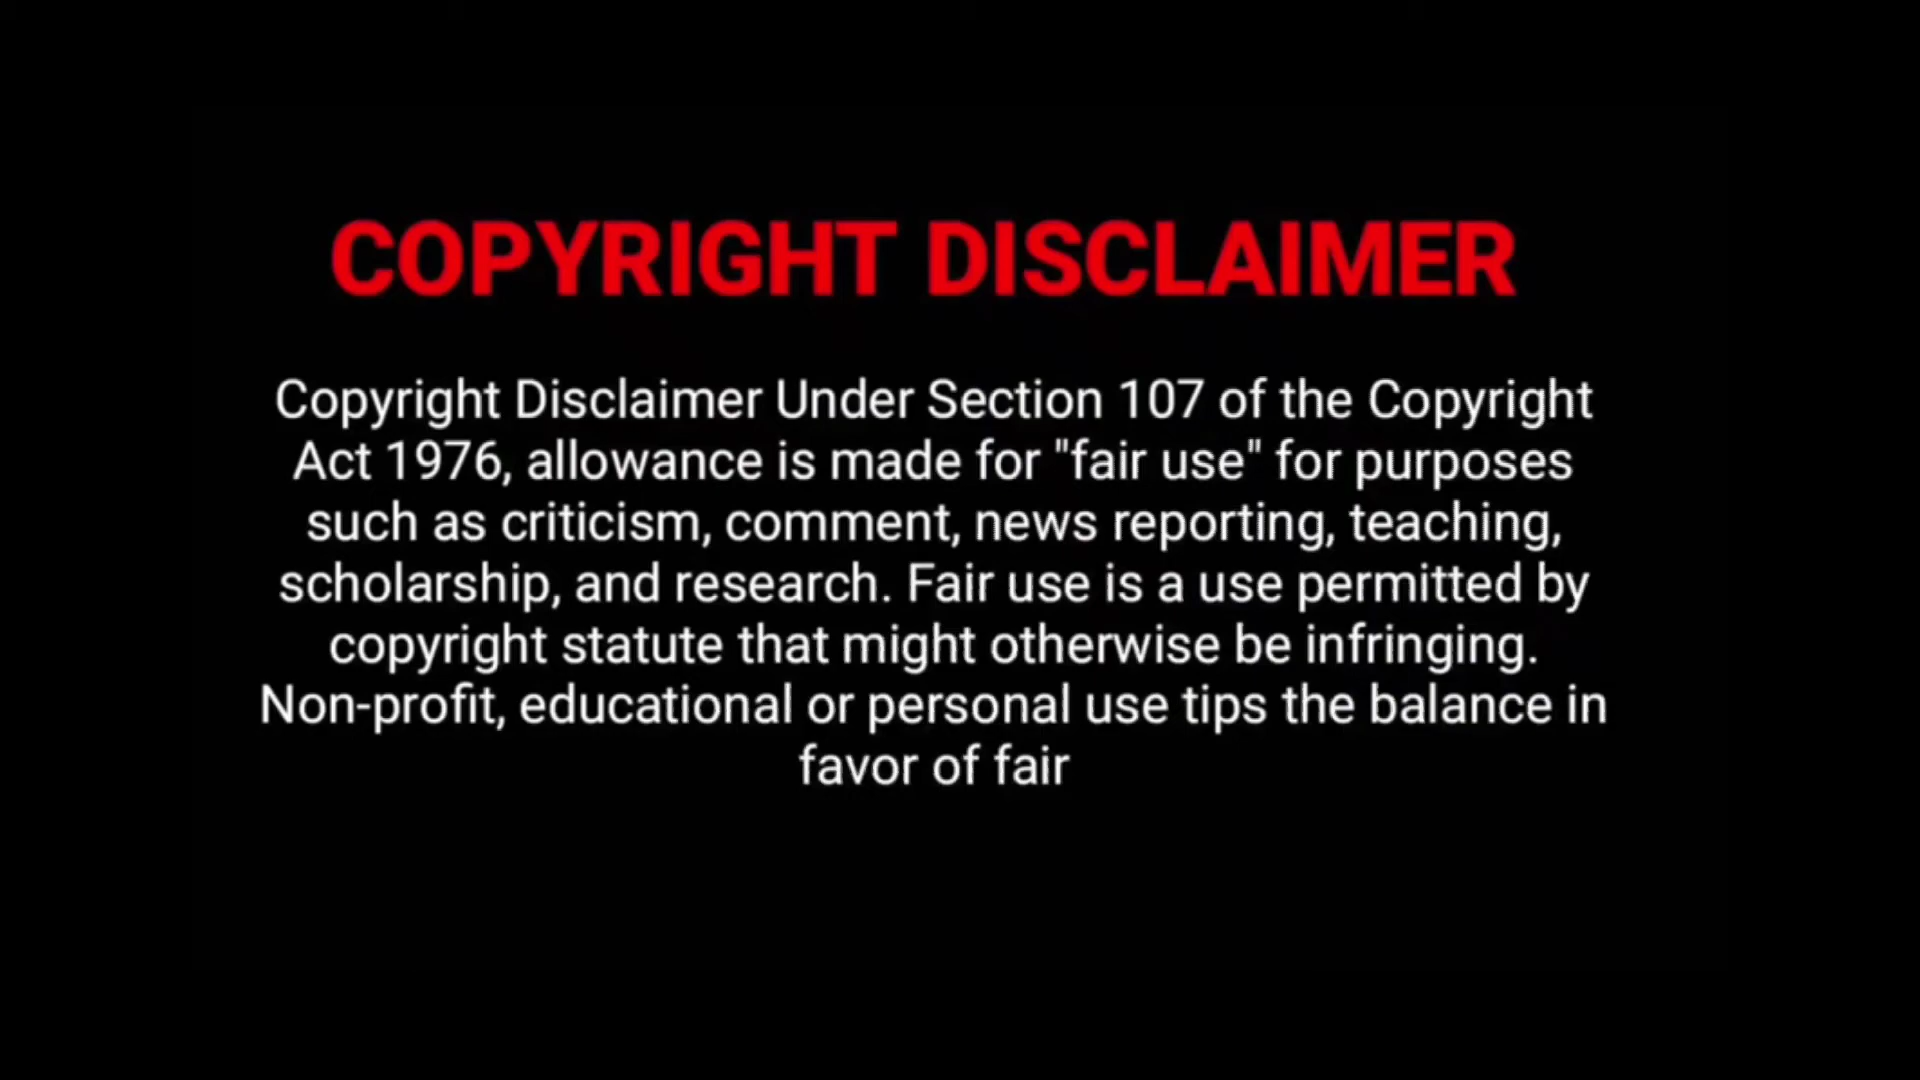 COPYRIGHT DISCLAIMER
Copyright Disclaimer Under Section 107 of the Copyright
Act 1976, allowance is made for "fair use" for purposes
such as criticism, comment, news reporting, teaching,
scholarship, and research. Fair use is a use permitted by
copyright statute that might otherwise be infringing.
Non-profit, educational or personal use tips the balance in
favor of fair